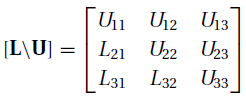 [L\U] =
U₁₁ U₁₂ U₁₃
L₂₁ U₂₂ U₂₃
L₃₁ L₃₂ U₃₃